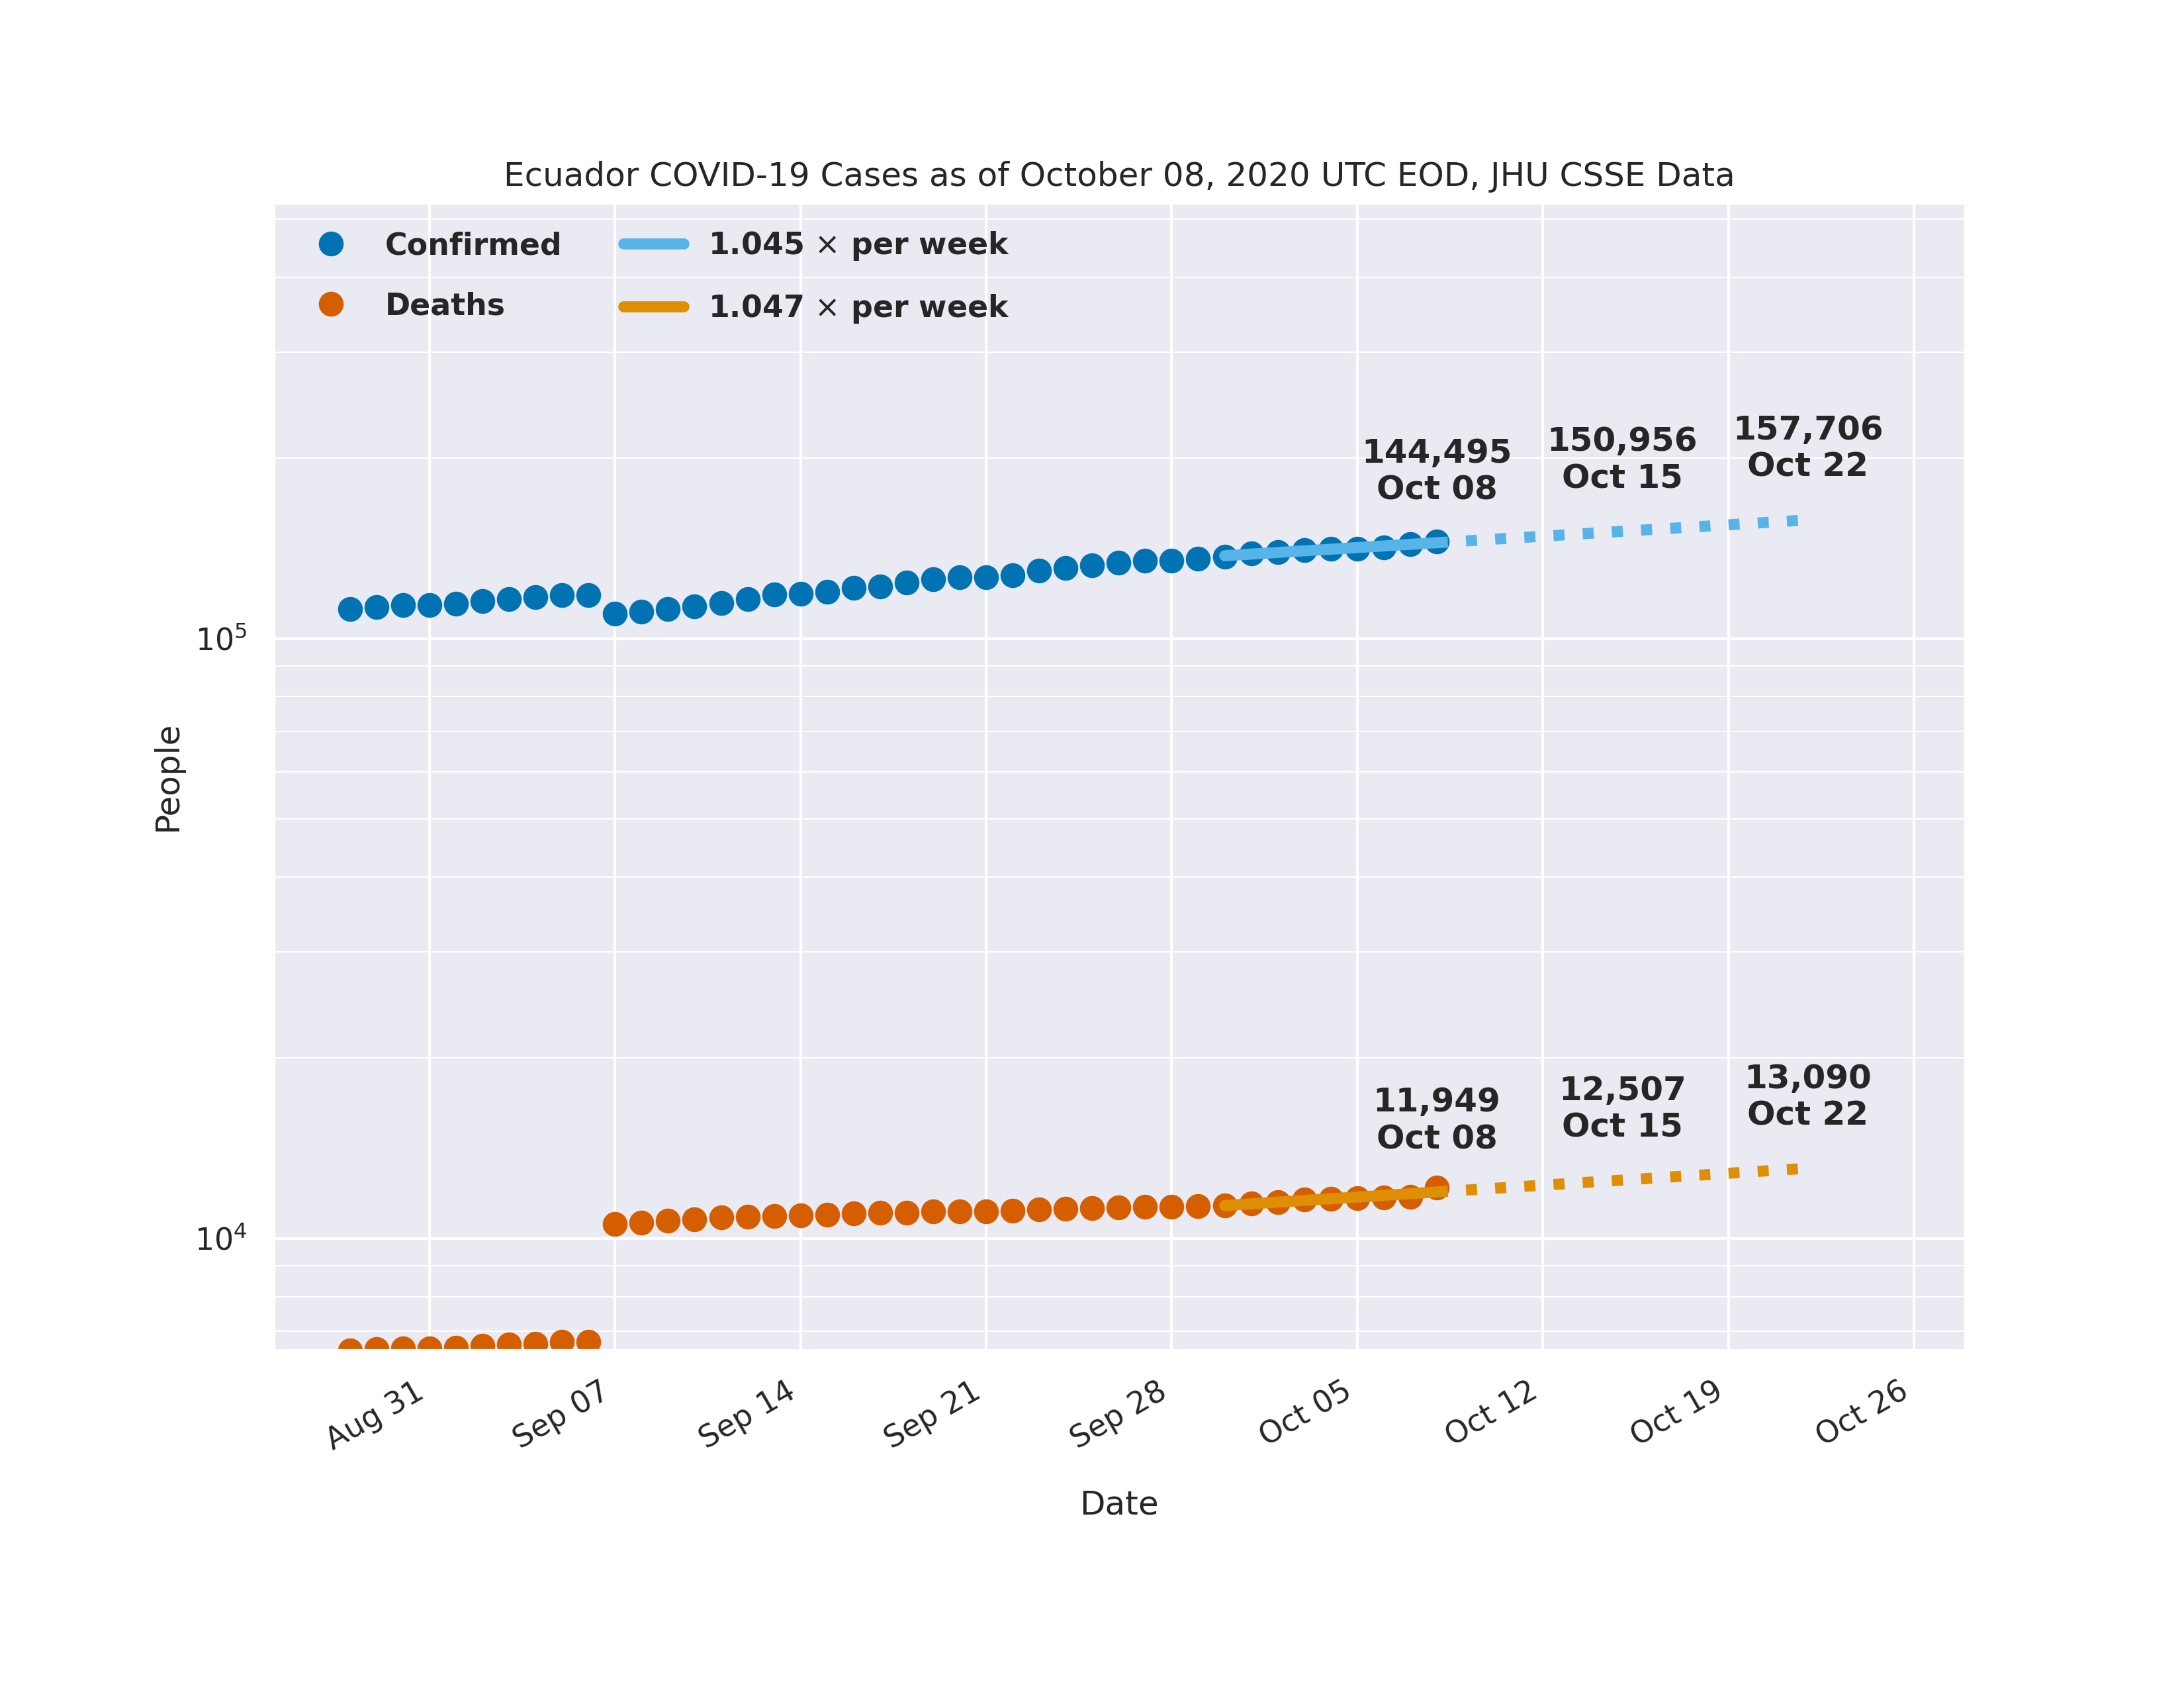 Ecuador COVID-19 Cases as of October 08, 2020 UTC EOD, JHU CSSE Data
Confirmed
Deaths
1.045 × per week
1.047 × per week
144,495
Oct 08
150,956
Oct 15
157,706
Oct 22
10⁵
People
11,949
Oct 08
12,507
Oct 15
13,090
Oct 22
10⁴
Aug 31
Sep 07
Sep 14
Sep 21
Sep 28
Oct 05
Oct 12
Oct 19
Oct 26
Date